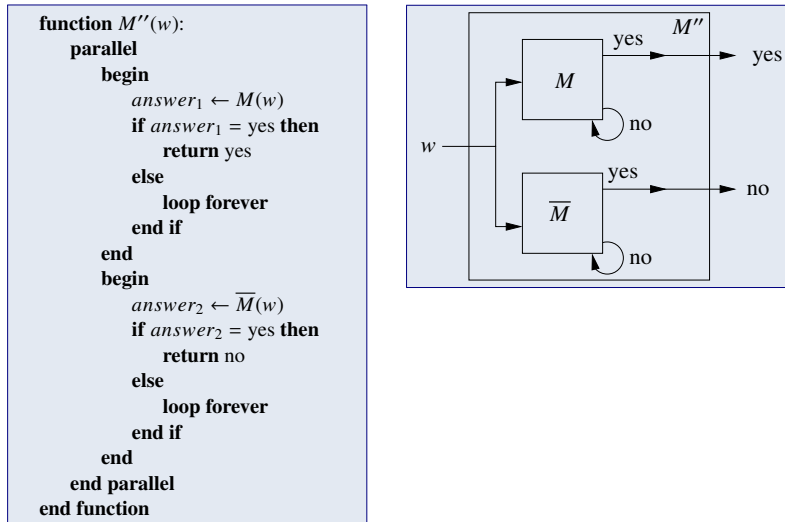 function M″(w):
parallel
begin
answer₁ ← M(w)
if answer₁ = yes then
return yes
else
loop forever
end if
end
begin
answer₂ ← M̅(w)
if answer₂ = yes then
return no
else
loop forever
end if
end
end parallel
end function
M″
yes
yes
M
no
w
yes
no
M̅
no